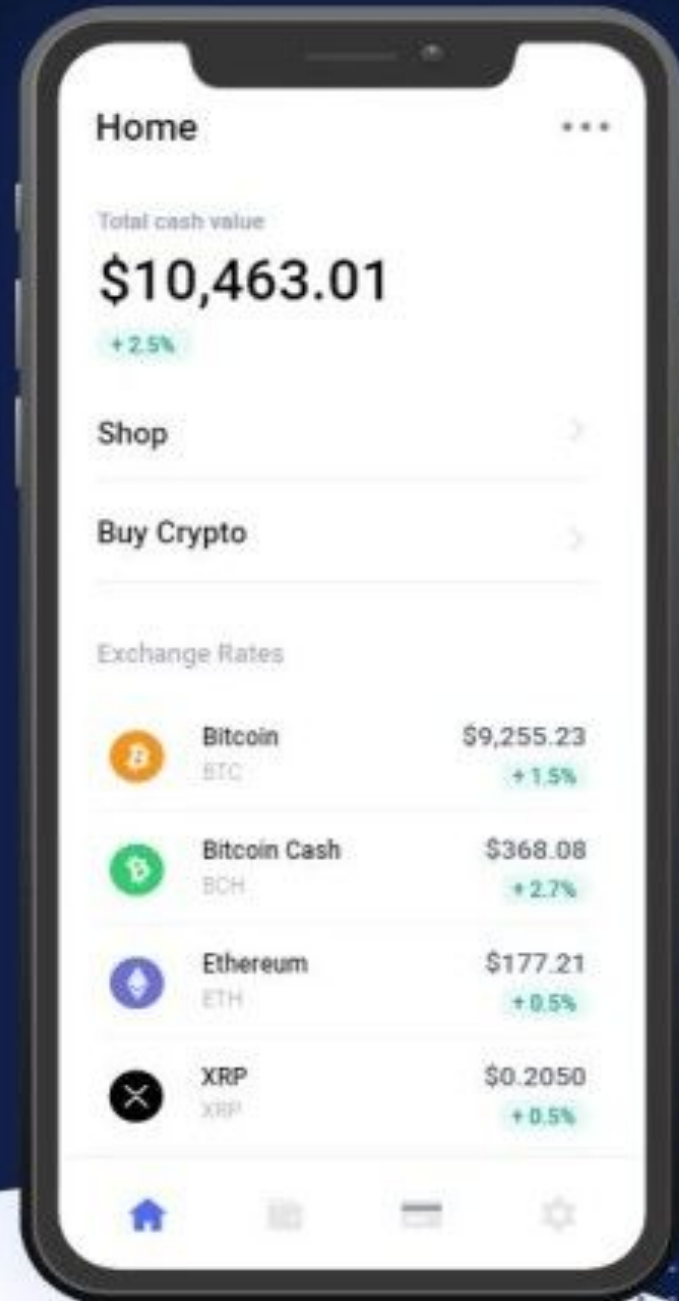 Home
Total cash value
$10,463.01
+ 2.5%
Shop
Buy Crypto
Exchange Rates
Bitcoin
$9,255.23
BTC
+ 1.5%
Bitcoin Cash
$368.08
BCH
+ 2.7%
Ethereum
$177.21
ETH
+ 0.5%
XRP
$0.2050
XRP
+ 0.5%